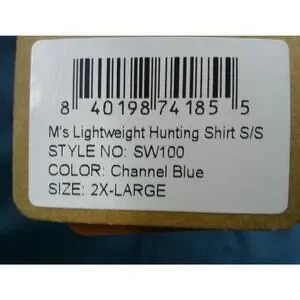 8 40198 74185 5
M's Lightweight Hunting Shirt S/S
STYLE NO: SW100
COLOR: Channel Blue
SIZE: 2X-LARGE